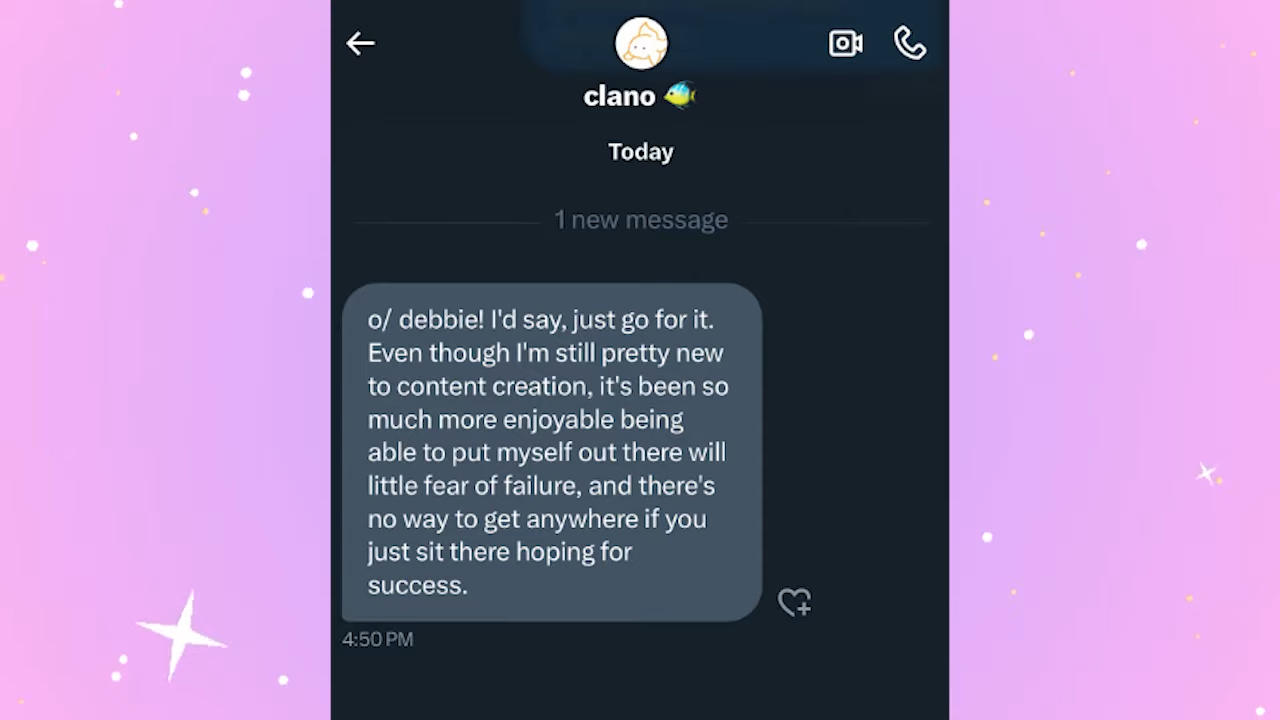 clano 🐠
Today
1 new message
o/ debbie! I'd say, just go for it.
Even though I'm still pretty new
to content creation, it's been so
much more enjoyable being
able to put myself out there will
little fear of failure, and there's
no way to get anywhere if you
just sit there hoping for
success.
4:50 PM